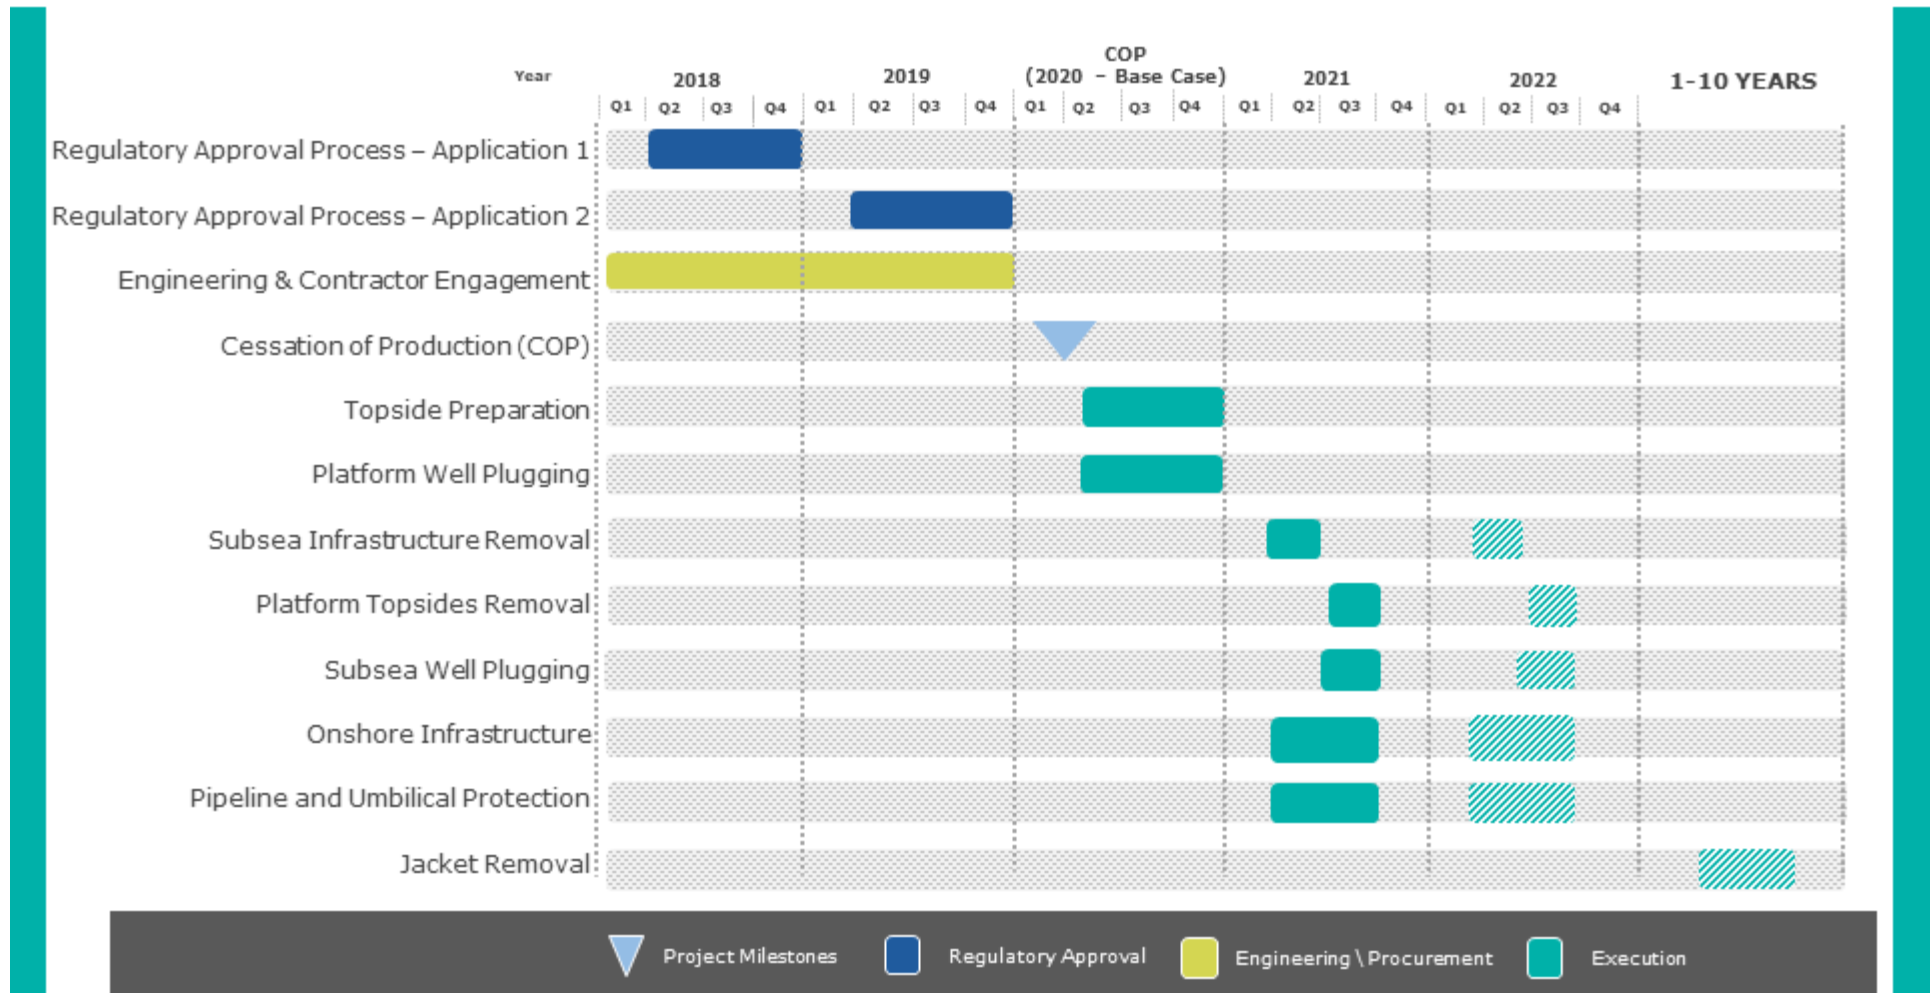 COP
Year 2018 2019 (2020 – Base Case) 2021 2022 1-10 YEARS
Q1 Q2 Q3 Q4 Q1 Q2 Q3 Q4 Q1 Q2 Q3 Q4 Q1 Q2 Q3 Q4 Q1 Q2 Q3 Q4
Regulatory Approval Process – Application 1
Regulatory Approval Process – Application 2
Engineering & Contractor Engagement
Cessation of Production (COP)
Topside Preparation
Platform Well Plugging
Subsea Infrastructure Removal
Platform Topsides Removal
Subsea Well Plugging
Onshore Infrastructure
Pipeline and Umbilical Protection
Jacket Removal
Project Milestones Regulatory Approval Engineering \ Procurement Execution